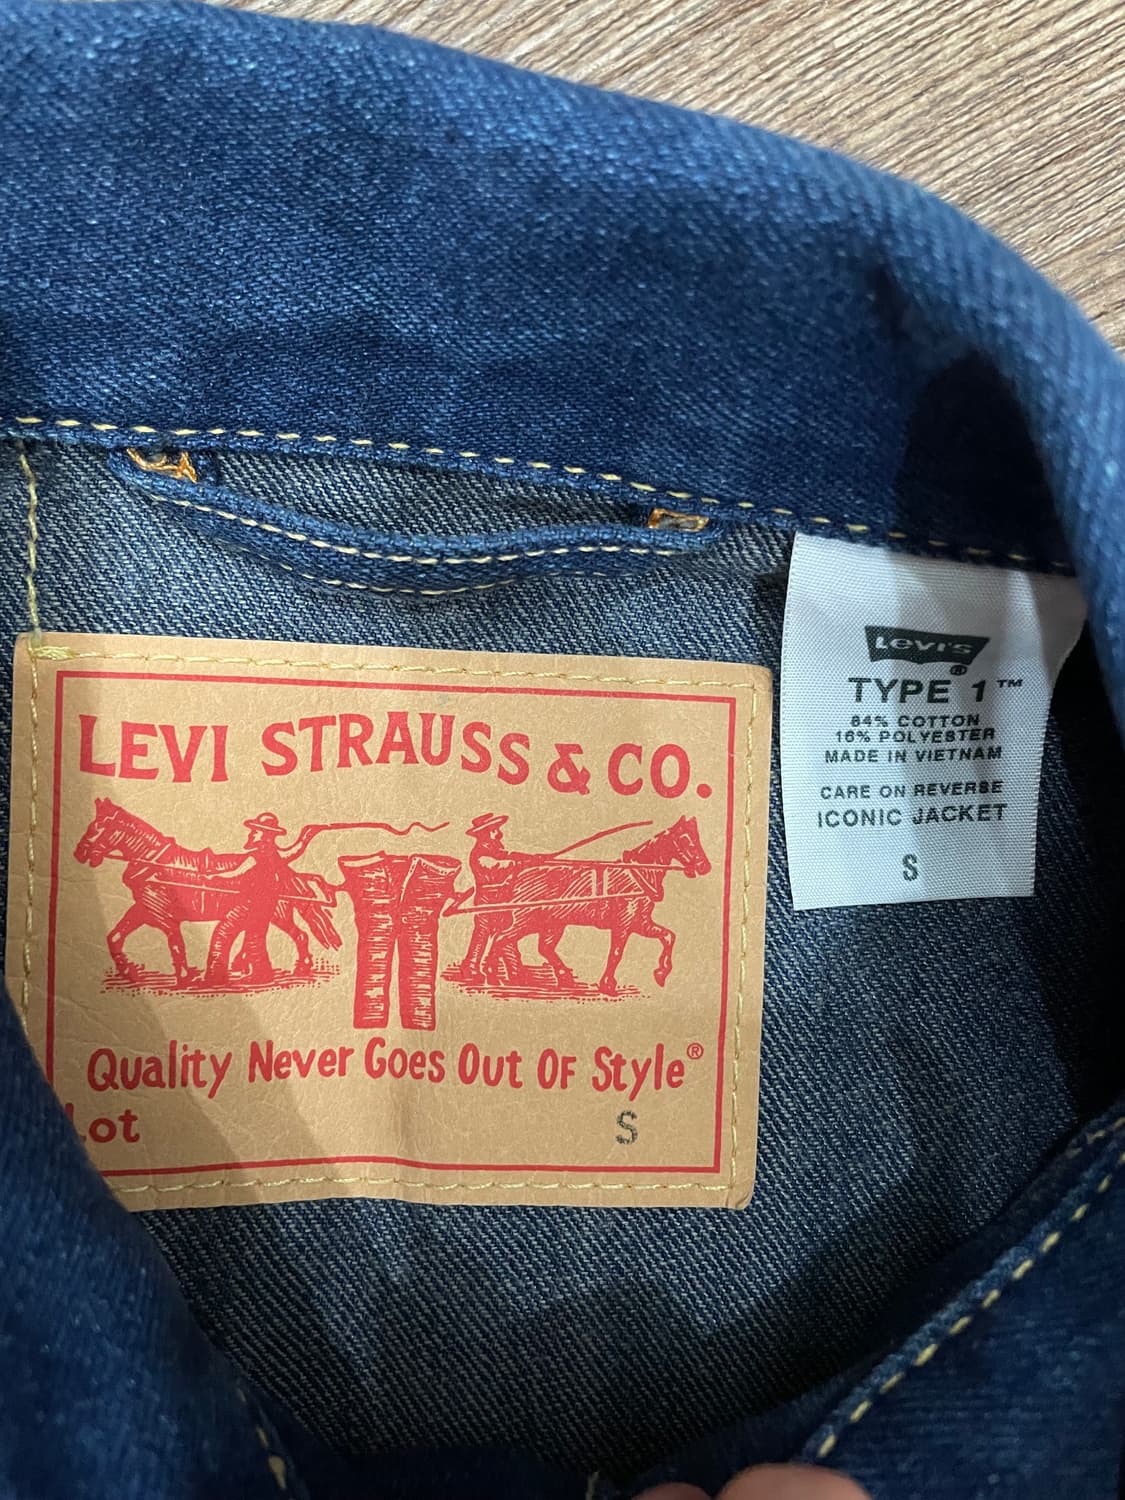 LEVI STRAUSS & CO.
Quality Never Goes Out Of Style®
Lot S
Levi's®
TYPE 1™
84% COTTON
16% POLYESTER
MADE IN VIETNAM
CARE ON REVERSE
ICONIC JACKET
S